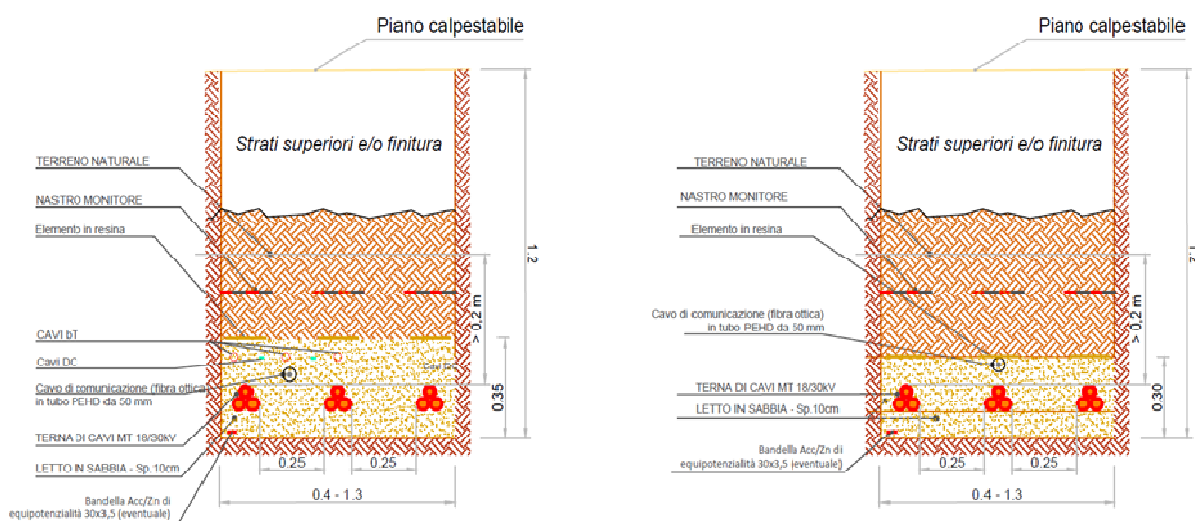 Piano calpestabile
Strati superiori e/o finitura
TERRENO NATURALE
NASTRO MONITORE
Elemento in resina
1.2
> 0.2 m
CAVI bT
Cavii DC
Cavo di comunicazione (fibra ottica)
in tubo PEHD da 50 mm
0.35
TERNA DI CAVI MT 18/30kV
LETTO IN SABBIA - Sp.10cm
0.25
0.25
Bandella Acc/Zn di
equipotenzialità 30x3,5 (eventuale)
0.4 - 1.3
Piano calpestabile
Strati superiori e/o finitura
TERRENO NATURALE
NASTRO MONITORE
Elemento in resina
1.2
> 0.2 m
Cavo di comunicazione (fibra ottica)
in tubo PEHD da 50 mm
TERNA DI CAVI MT 18/30kV
LETTO IN SABBIA - Sp.10cm
0.30
Bandella Acc/Zn di
equipotenzialità 30x3,5 (eventuale)
0.25
0.25
0.4 - 1.3